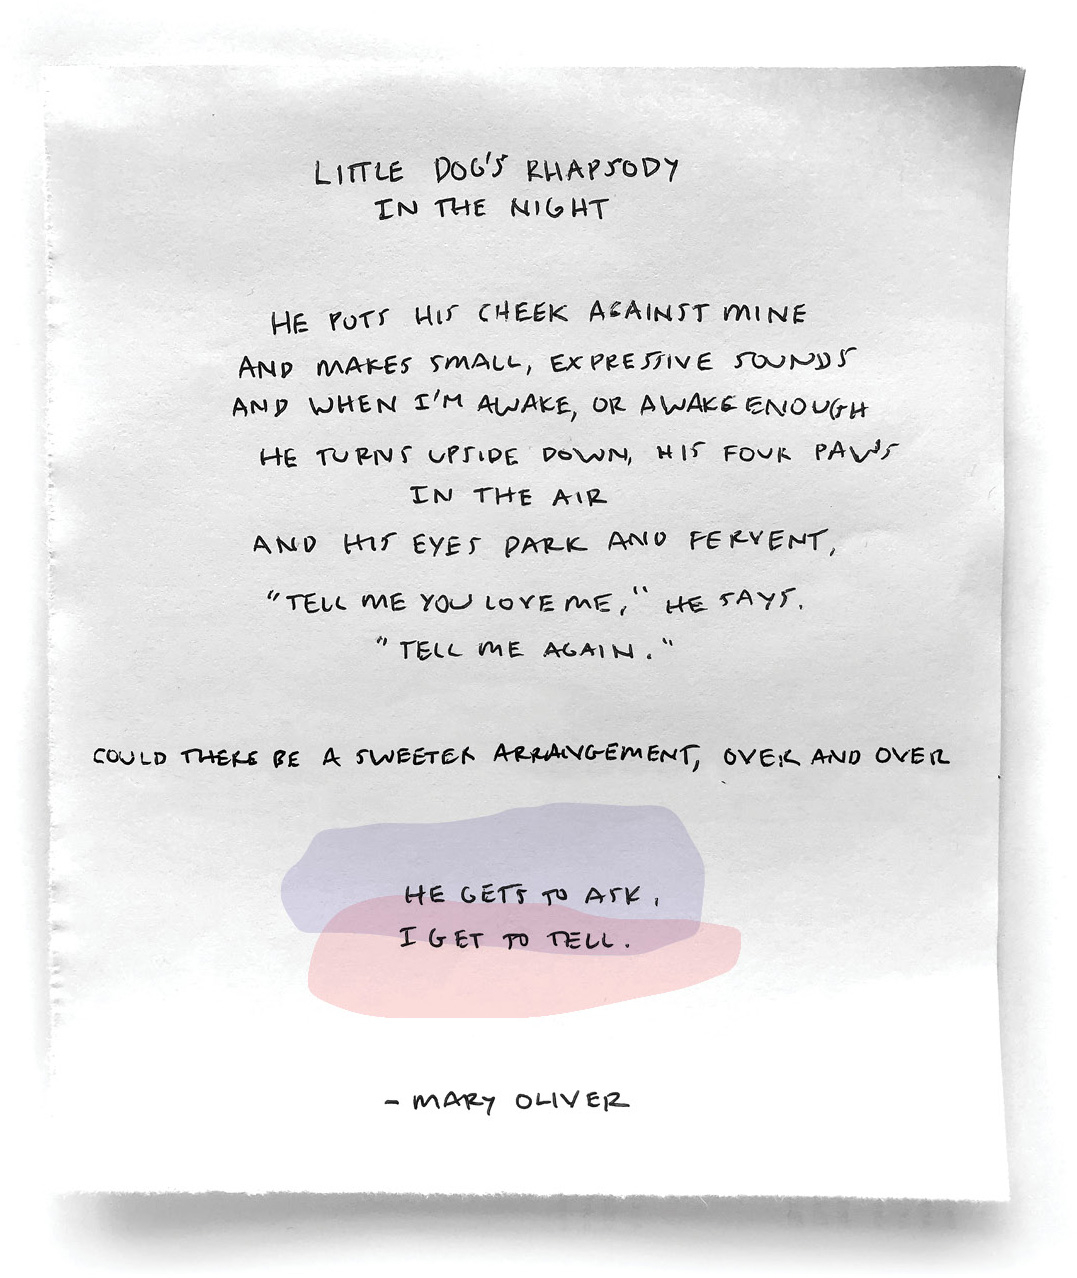 LITTLE DOG'S RHAPSODY
IN THE NIGHT
HE PUTS HIS CHEEK AGAINST MINE
AND MAKES SMALL, EXPRESSIVE SOUNDS
AND WHEN I'M AWAKE, OR AWAKE ENOUGH
HE TURNS UPSIDE DOWN, HIS FOUR PAWS
IN THE AIR
AND HIS EYES DARK AND FERVENT,
"TELL ME YOU LOVE ME," HE SAYS.
"TELL ME AGAIN."
COULD THERE BE A SWEETER ARRANGEMENT, OVER AND OVER
HE GETS TO ASK,
I GET TO TELL.
- MARY OLIVER